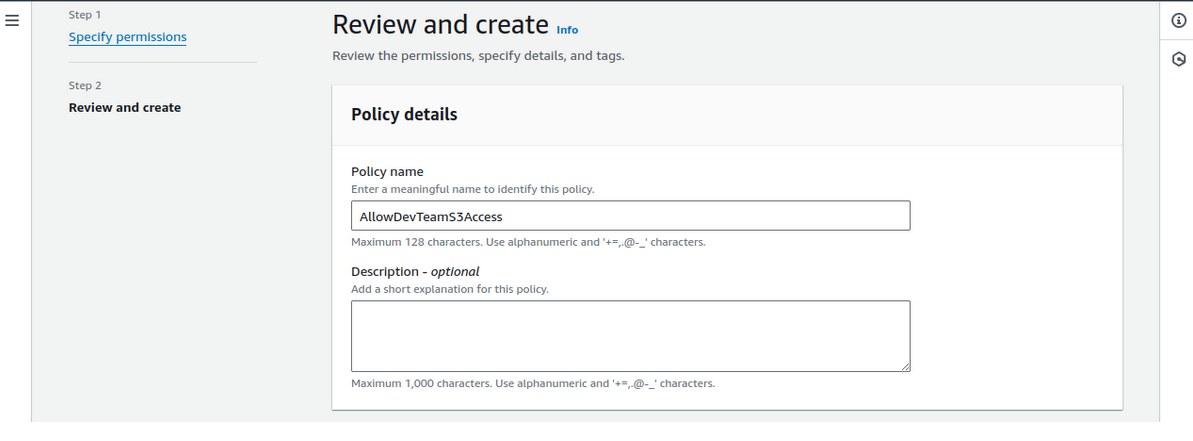 Step 1
Specify permissions
Step 2
Review and create
Review and create Info
Review the permissions, specify details, and tags.
Policy details
Policy name
Enter a meaningful name to identify this policy.
AllowDevTeamS3Access
Maximum 128 characters. Use alphanumeric and '+=,.@-_' characters.
Description - optional
Add a short explanation for this policy.
Maximum 1,000 characters. Use alphanumeric and '+=,.@-_' characters.